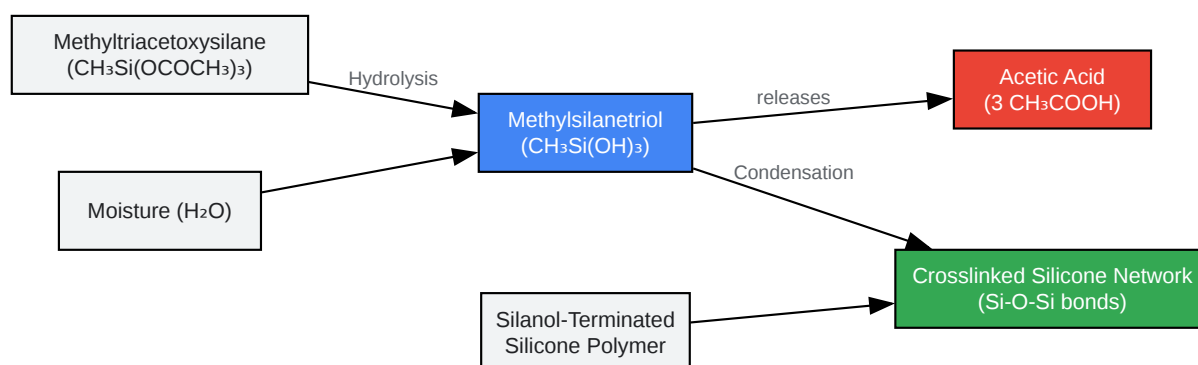 Methyltriacetoxysilane
(CH₃Si(OCOCH₃)₃)
Hydrolysis
Moisture (H₂O)
Methylsilanetriol
(CH₃Si(OH)₃)
releases
Acetic Acid
(3 CH₃COOH)
Condensation
Silanol-Terminated
Silicone Polymer
Crosslinked Silicone Network
(Si-O-Si bonds)